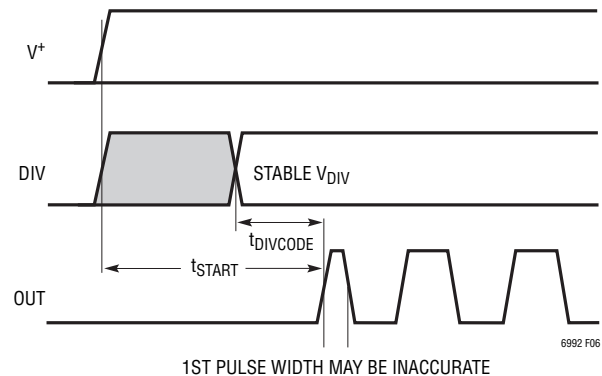 V+
DIV
STABLE VDIV
tDIVCODE
tSTART
OUT
6992 F06
1ST PULSE WIDTH MAY BE INACCURATE